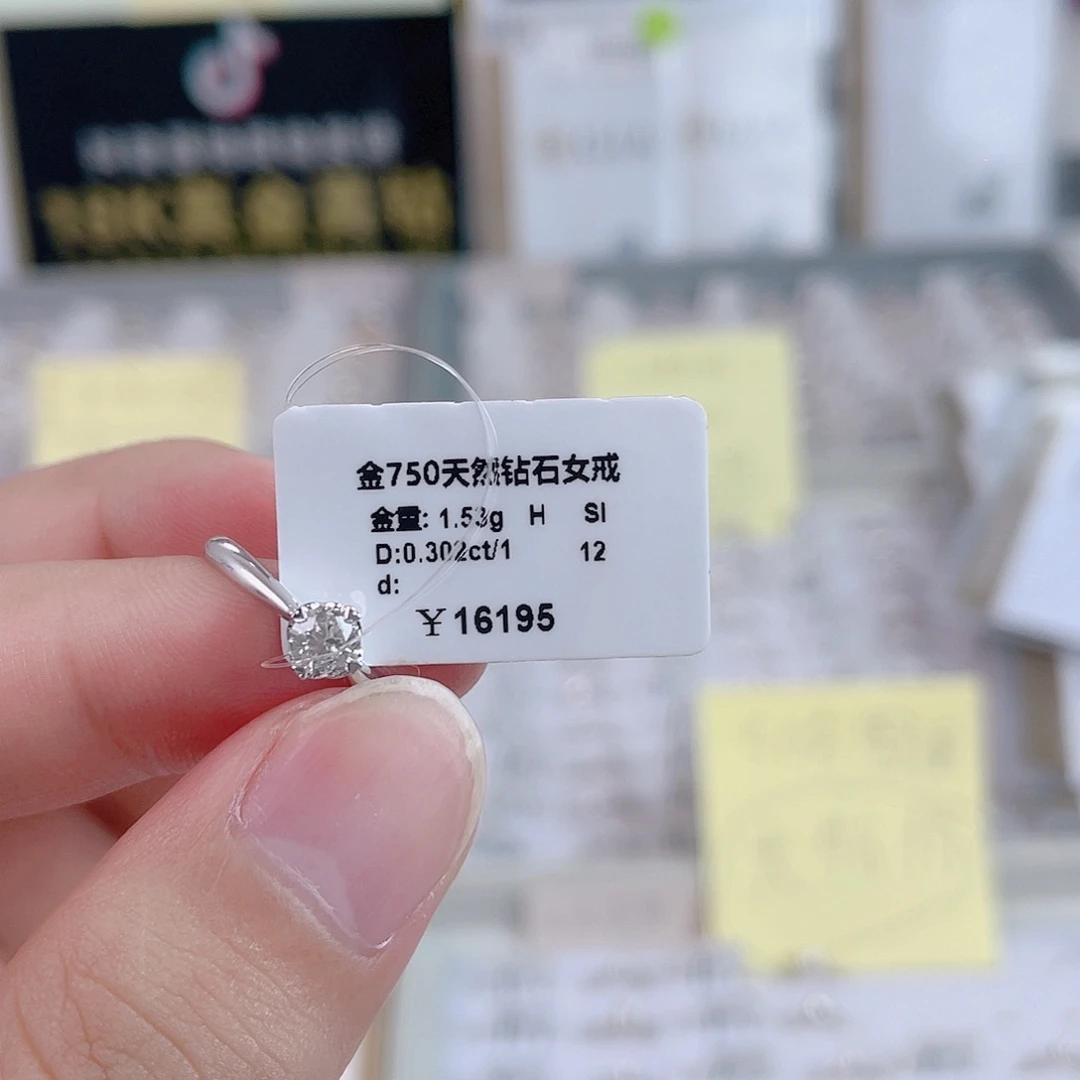 金750天然钻石女戒
金重: 1.53g H SI
D:0.302ct/1 12
d:
￥16195